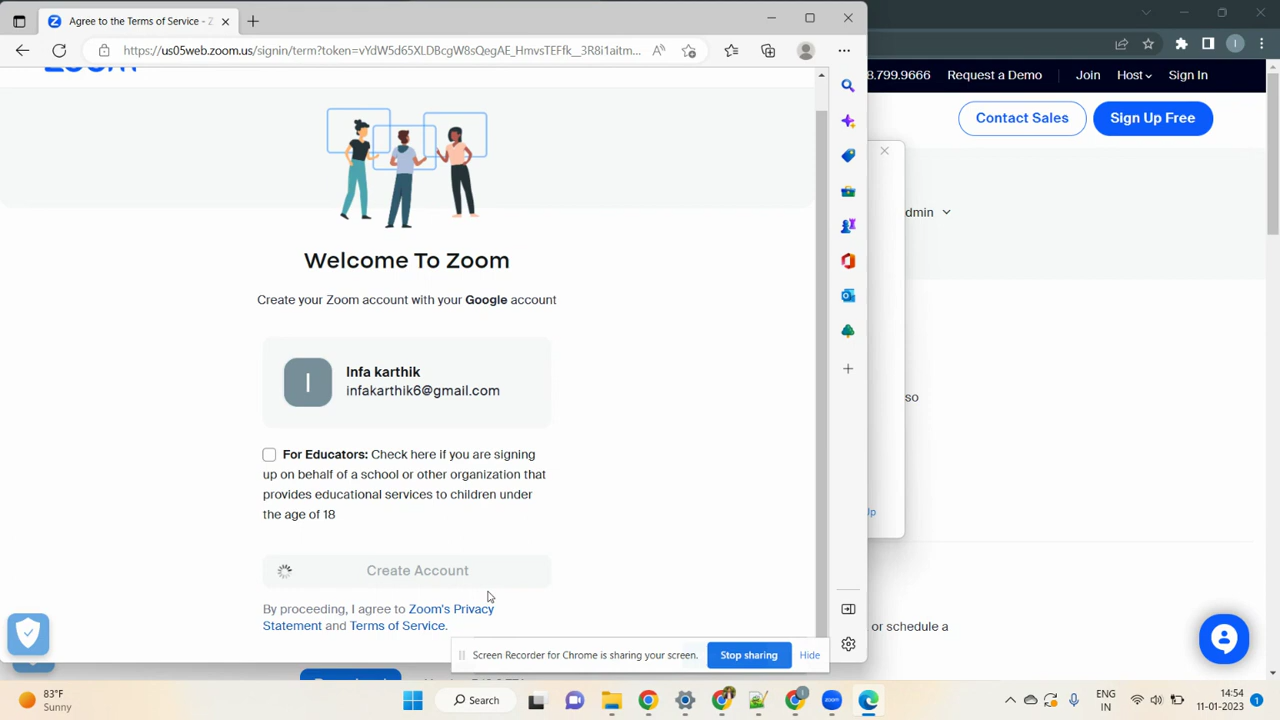 Agree to the Terms of Service - Z
https://us05web.zoom.us/signin/term?token=vYdW5d65XLDBcgW8sQegAE_HmvsTEFfk__3R8i1aitm...
8.799.9666 Request a Demo Join Host Sign In
Contact Sales Sign Up Free
dmin
Welcome To Zoom
Create your Zoom account with your Google account
I
Infa karthik
infakarthik6@gmail.com
so
For Educators: Check here if you are signing
up on behalf of a school or other organization that
provides educational services to children under
the age of 18
Up
Create Account
By proceeding, I agree to Zoom's Privacy
Statement and Terms of Service.
or schedule a
Screen Recorder for Chrome is sharing your screen. Stop sharing Hide
83°F
Sunny
Search
ENG
IN
14:54
11-01-2023